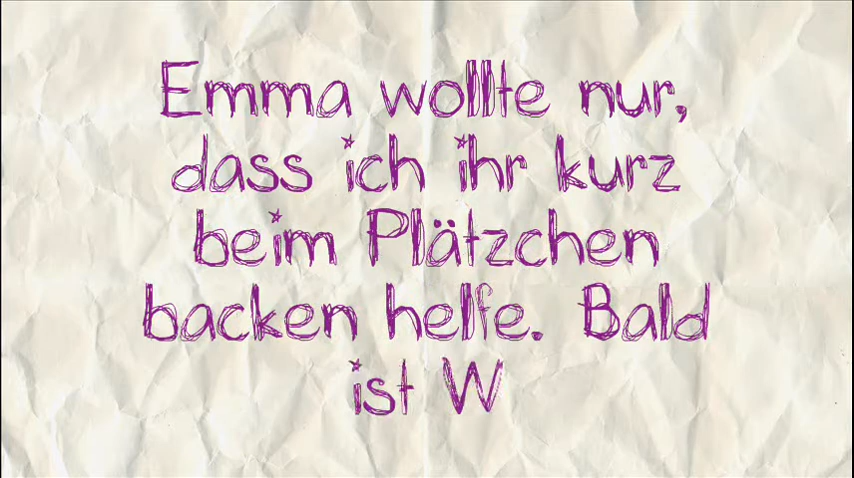 Emma wollte nur,
dass ich ihr kurz
beim Plätzchen
backen helfe. Bald
ist W